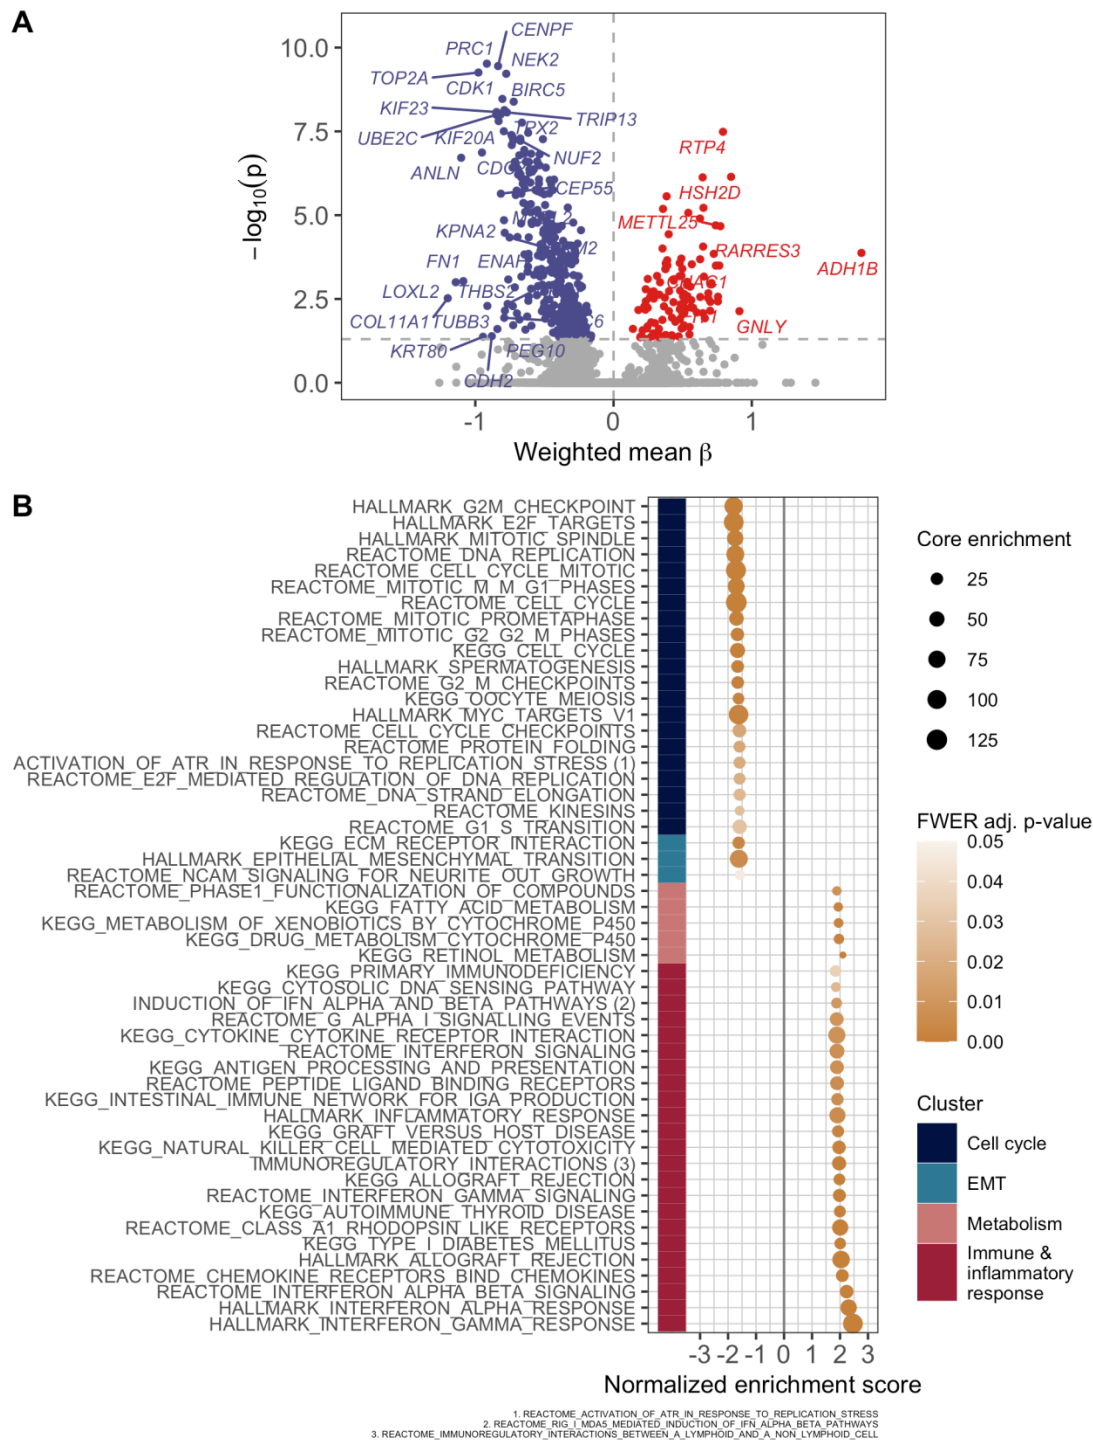 A
CENPF
PRC1
NEK2
TOP2A
CDK1
BIRC5
KIF23
TRIP13
UBE2C
KIF20A
TPX2
NUF2
ANLN
CEP55
KPNA2
FN1
ENAH
LOXL2
THBS2
COL11A1
TUBB3
KRT80
PEG10
CDH2
RTP4
HSH2D
METTL25
RARRES3
ADH1B
GNLY
10.0
7.5
5.0
2.5
0.0
−log10(p)
-1
0
1
Weighted mean β
B
HALLMARK_G2M_CHECKPOINT
HALLMARK_E2F_TARGETS
HALLMARK_MITOTIC_SPINDLE
REACTOME_DNA_REPLICATION
REACTOME_CELL_CYCLE_MITOTIC
REACTOME_MITOTIC_M_M_G1_PHASES
REACTOME_CELL_CYCLE
REACTOME_MITOTIC_PROMETAPHASE
REACTOME_MITOTIC_G2_G2_M_PHASES
KEGG_CELL_CYCLE
HALLMARK_SPERMATOGENESIS
REACTOME_G2_M_CHECKPOINTS
KEGG_OOCYTE_MEIOSIS
HALLMARK_MYC_TARGETS_V1
REACTOME_CELL_CYCLE_CHECKPOINTS
REACTOME_PROTEIN_FOLDING
ACTIVATION_OF_ATR_IN_RESPONSE_TO_REPLICATION_STRESS (1)
REACTOME_E2F_MEDIATED_REGULATION_OF_DNA_REPLICATION
REACTOME_DNA_STRAND_ELONGATION
REACTOME_KINESINS
REACTOME_G1_S_TRANSITION
KEGG_ECM_RECEPTOR_INTERACTION
HALLMARK_EPITHELIAL_MESENCHYMAL_TRANSITION
REACTOME_NCAM_SIGNALING_FOR_NEURITE_OUT_GROWTH
REACTOME_PHASE1_FUNCTIONALIZATION_OF_COMPOUNDS
KEGG_FATTY_ACID_METABOLISM
KEGG_METABOLISM_OF_XENOBIOTICS_BY_CYTOCHROME_P450
KEGG_DRUG_METABOLISM_CYTOCHROME_P450
KEGG_RETINOL_METABOLISM
KEGG_PRIMARY_IMMUNODEFICIENCY
KEGG_CYTOSOLIC_DNA_SENSING_PATHWAY
INDUCTION_OF_IFN_ALPHA_AND_BETA_PATHWAYS (2)
REACTOME_G_ALPHA_I_SIGNALLING_EVENTS
KEGG_CYTOKINE_CYTOKINE_RECEPTOR_INTERACTION
REACTOME_INTERFERON_SIGNALING
KEGG_ANTIGEN_PROCESSING_AND_PRESENTATION
REACTOME_PEPTIDE_LIGAND_BINDING_RECEPTORS
KEGG_INTESTINAL_IMMUNE_NETWORK_FOR_IGA_PRODUCTION
HALLMARK_INFLAMMATORY_RESPONSE
KEGG_GRAFT_VERSUS_HOST_DISEASE
KEGG_NATURAL_KILLER_CELL_MEDIATED_CYTOTOXICITY
IMMUNOREGULATORY_INTERACTIONS (3)
KEGG_ALLOGRAFT_REJECTION
REACTOME_INTERFERON_GAMMA_SIGNALING
KEGG_AUTOIMMUNE_THYROID_DISEASE
REACTOME_CLASS_A1_RHODOPSIN_LIKE_RECEPTORS
KEGG_TYPE_I_DIABETES_MELLITUS
HALLMARK_ALLOGRAFT_REJECTION
REACTOME_CHEMOKINE_RECEPTORS_BIND_CHEMOKINES
REACTOME_INTERFERON_ALPHA_BETA_SIGNALING
HALLMARK_INTERFERON_ALPHA_RESPONSE
HALLMARK_INTERFERON_GAMMA_RESPONSE
-3 -2 -1 0 1 2 3
Normalized enrichment score
Core enrichment
25
50
75
100
125
FWER adj. p-value
0.05
0.04
0.03
0.02
0.01
0.00
Cluster
Cell cycle
EMT
Metabolism
Immune &
inflammatory
response
1. REACTOME_ACTIVATION_OF_ATR_IN_RESPONSE_TO_REPLICATION_STRESS
2. REACTOME_RIG_I_MDA5_MEDIATED_INDUCTION_OF_IFN_ALPHA_BETA_PATHWAYS
3. REACTOME_IMMUNOREGULATORY_INTERACTIONS_BETWEEN_A_LYMPHOID_AND_A_NON_LYMPHOID_CELL